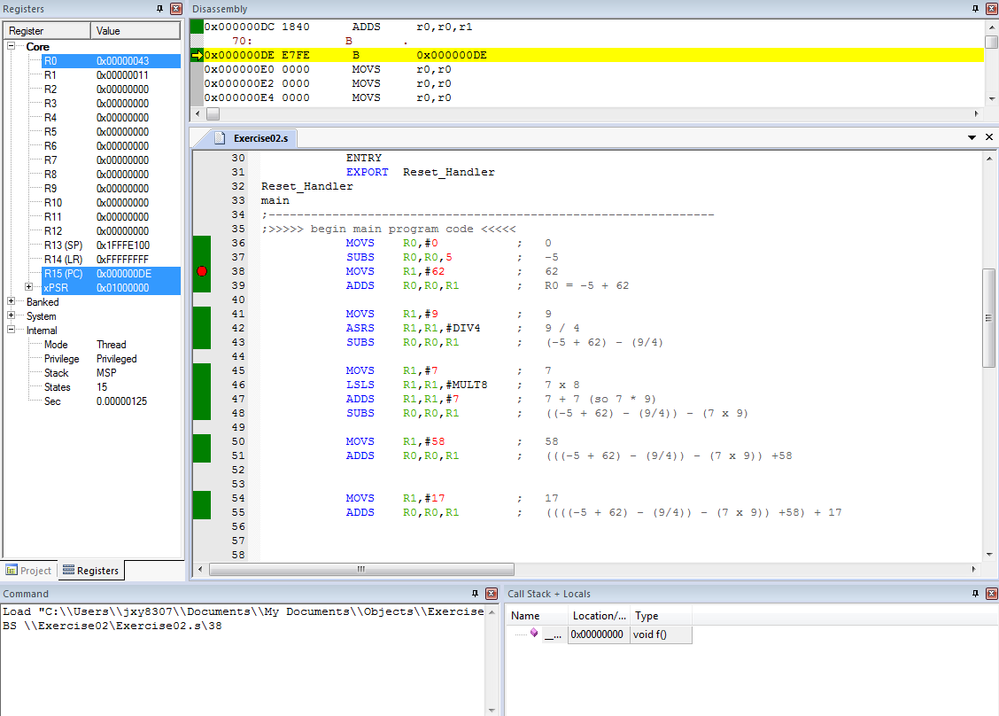 Registers
Register Value
Core
R0 0x00000043
R1 0x00000011
R2 0x00000000
R3 0x00000000
R4 0x00000000
R5 0x00000000
R6 0x00000000
R7 0x00000000
R8 0x00000000
R9 0x00000000
R10 0x00000000
R11 0x00000000
R12 0x00000000
R13 (SP) 0x1FFFE100
R14 (LR) 0xFFFFFFFF
R15 (PC) 0x000000DE
xPSR 0x01000000
Banked
System
Internal
Mode Thread
Privilege Privileged
Stack MSP
States 15
Sec 0.00000125
Project Registers
Disassembly
0x000000DC 1840 ADDS r0,r0,r1
70: B .
0x000000DE E7FE B 0x000000DE
0x000000E0 0000 MOVS r0,r0
0x000000E2 0000 MOVS r0,r0
0x000000E4 0000 MOVS r0,r0
Exercise02.s
30 ENTRY
31 EXPORT Reset_Handler
32 Reset_Handler
33 main
34 ;---------------------------------------------------------------
35 ;>>>>> begin main program code <<<<<
36 MOVS R0,#0 ; 0
37 SUBS R0,R0,5 ; -5
38 MOVS R1,#62 ; 62
39 ADDS R0,R0,R1 ; R0 = -5 + 62
40
41 MOVS R1,#9 ; 9
42 ASRS R1,R1,#DIV4 ; 9 / 4
43 SUBS R0,R0,R1 ; (-5 + 62) - (9/4)
44
45 MOVS R1,#7 ; 7
46 LSLS R1,R1,#MULT8 ; 7 x 8
47 ADDS R1,R1,#7 ; 7 + 7 (so 7 * 9)
48 SUBS R0,R0,R1 ; ((-5 + 62) - (9/4)) - (7 x 9)
49
50 MOVS R1,#58 ; 58
51 ADDS R0,R0,R1 ; (((-5 + 62) - (9/4)) - (7 x 9)) +58
52
53
54 MOVS R1,#17 ; 17
55 ADDS R0,R0,R1 ; ((((-5 + 62) - (9/4)) - (7 x 9)) +58) + 17
56
57
58
Command
Load "C:\\Users\\jxy8307\\Documents\\My Documents\\Objects\\Exercise
BS \\Exercise02\Exercise02.s\38
Call Stack + Locals
Name Location/... Type
__... 0x00000000 void f()